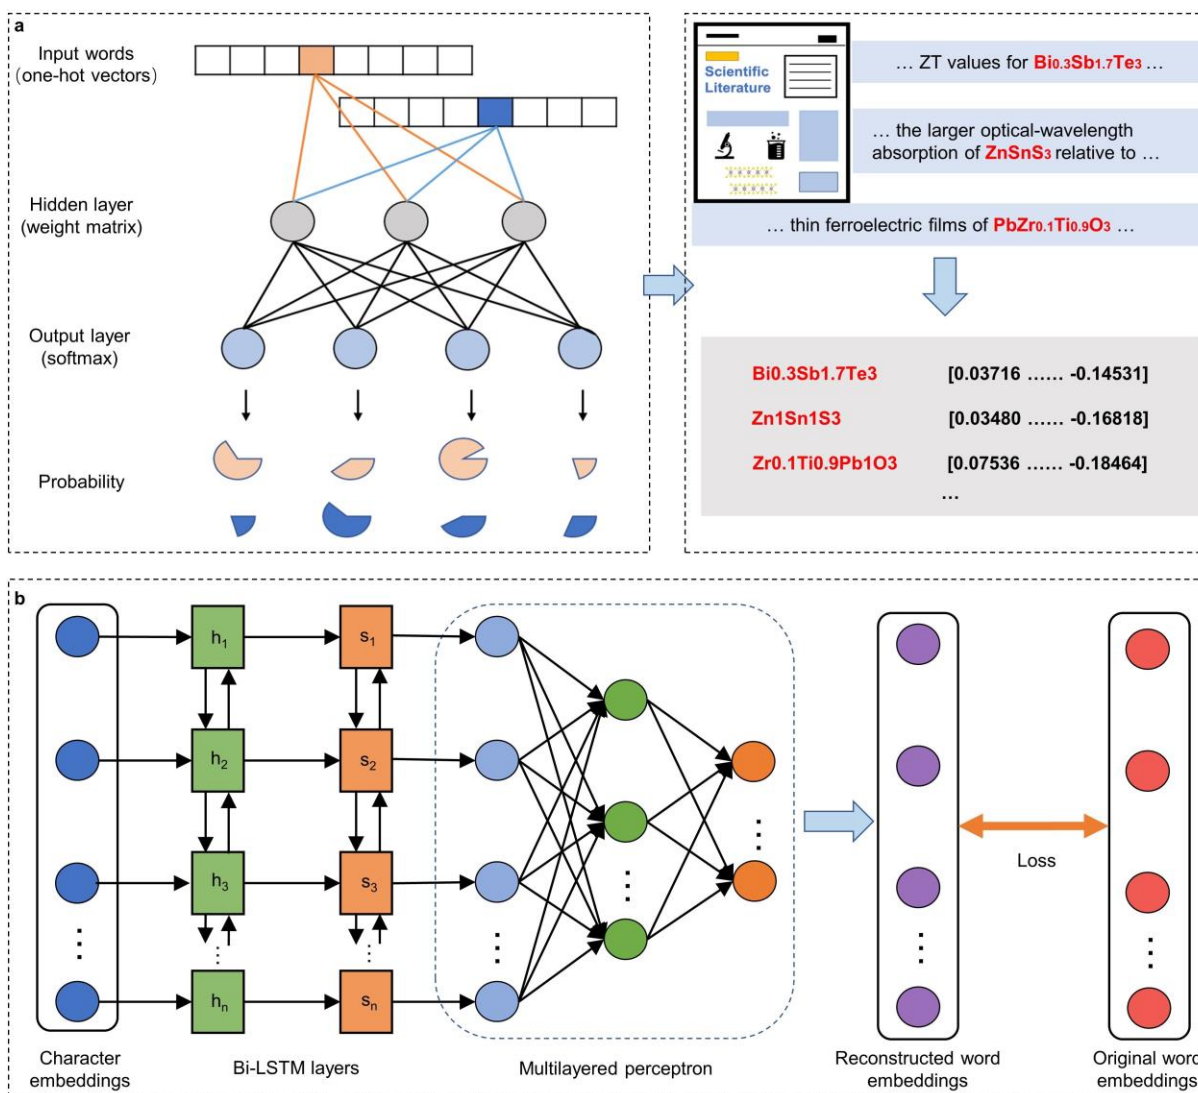 a
Input words
(one-hot vectors)
Hidden layer
(weight matrix)
Output layer
(softmax)
Probability
Scientific
Literature
… ZT values for Bi0.3Sb1.7Te3 …
… the larger optical-wavelength
absorption of ZnSnS3 relative to …
… thin ferroelectric films of PbZr0.1Ti0.9O3 …
Bi0.3Sb1.7Te3 [0.03716 …… -0.14531]
Zn1Sn1S3 [0.03480 …… -0.16818]
Zr0.1Ti0.9Pb1O3 [0.07536 …… -0.18464]
…
b
h1 s1
h2 s2
h3 s3
hn sn
Loss
Character
embeddings
Bi-LSTM layers
Multilayered perceptron
Reconstructed word
embeddings
Original word
embeddings